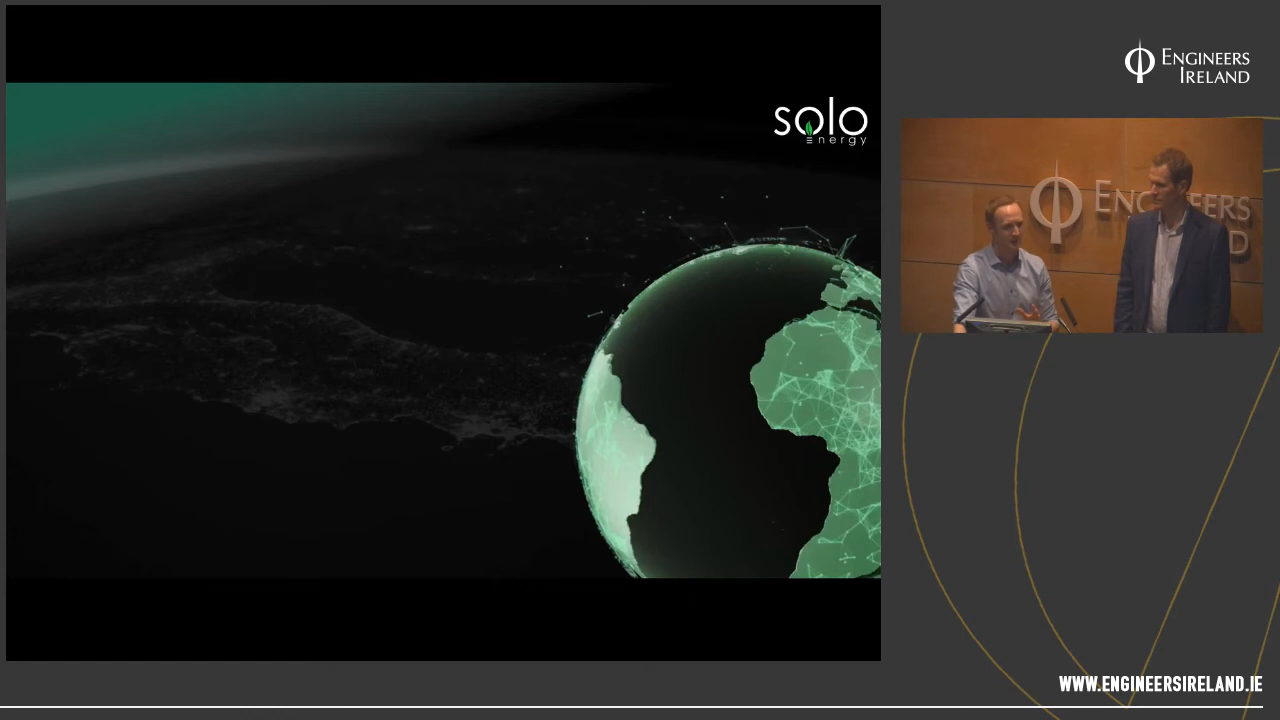 solo
energy
ENGINEERS
IRELAND
ENGINEERS
D
WWW.ENGINEERSIRELAND.IE